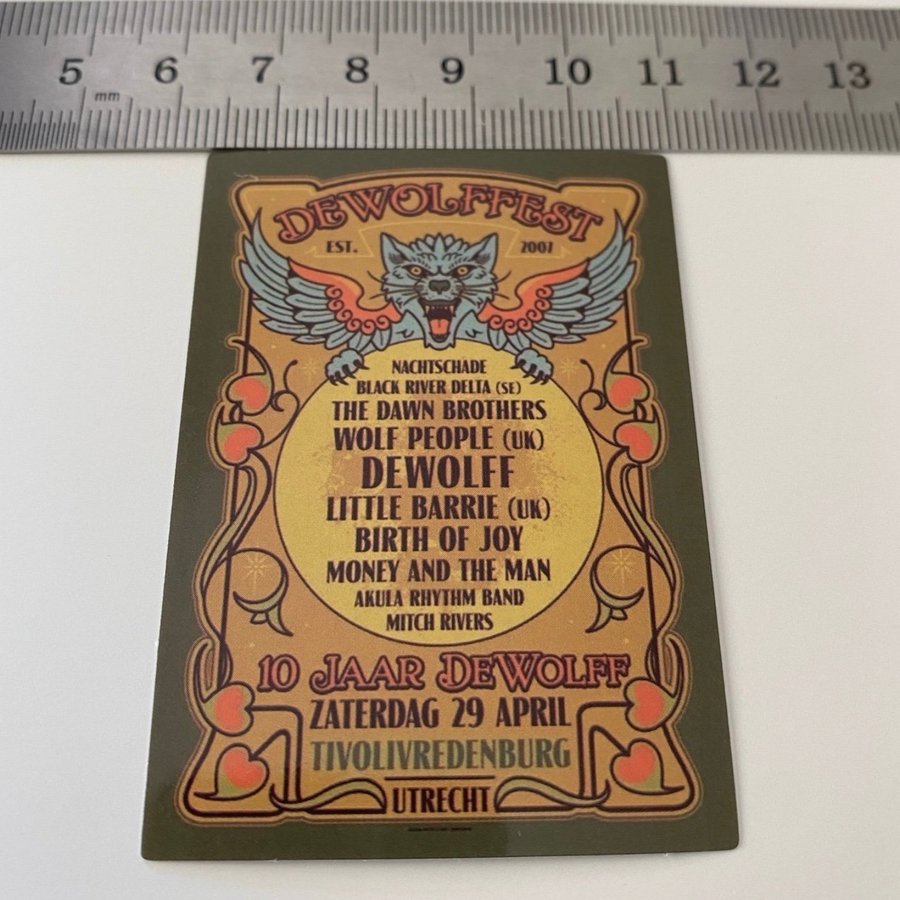 5 6 7 8 9 10 11 12 13
mm
DEWOLFFEST
EST. 2007
NACHTSCHADE
BLACK RIVER DELTA (SE)
THE DAWN BROTHERS
WOLF PEOPLE (UK)
DEWOLFF
LITTLE BARRIE (UK)
BIRTH OF JOY
MONEY AND THE MAN
AKULA RHYTHM BAND
MITCH RIVERS
10 JAAR DEWOLFF
ZATERDAG 29 APRIL
TIVOLIVREDENBURG
UTRECHT